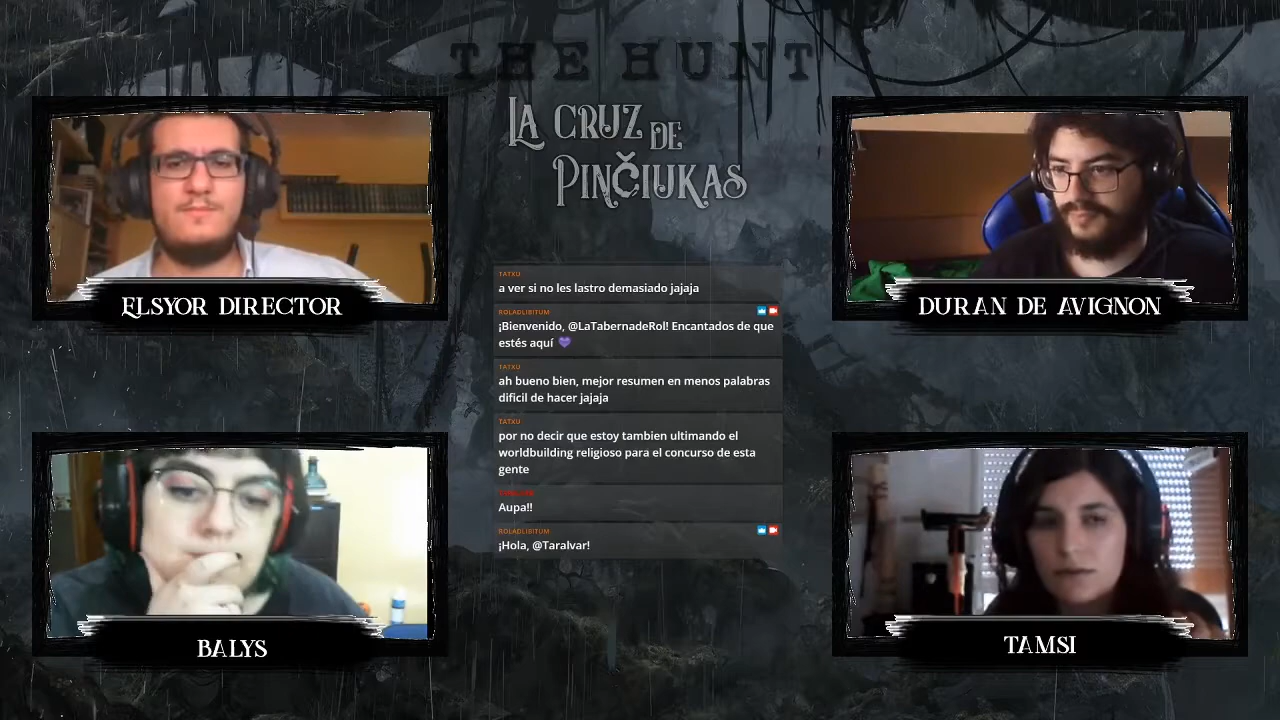 THE HUNT
LA CRUZ DE
PINČIUKAS
ELSYOR DIRECTOR
DURAN DE AVIGNON
TATXU
a ver si no les lastro demasiado jajaja
ROLADLIBITUM
¡Bienvenido, @LaTabernadeRol! Encantados de que
estés aquí 💜
TATXU
ah bueno bien, mejor resumen en menos palabras
dificil de hacer jajaja
TATXU
por no decir que estoy tambien ultimando el
worldbuilding religioso para el concurso de esta
gente
Aupa!!
ROLADLIBITUM
¡Hola, @Taralvar!
BALYS
TAMSI